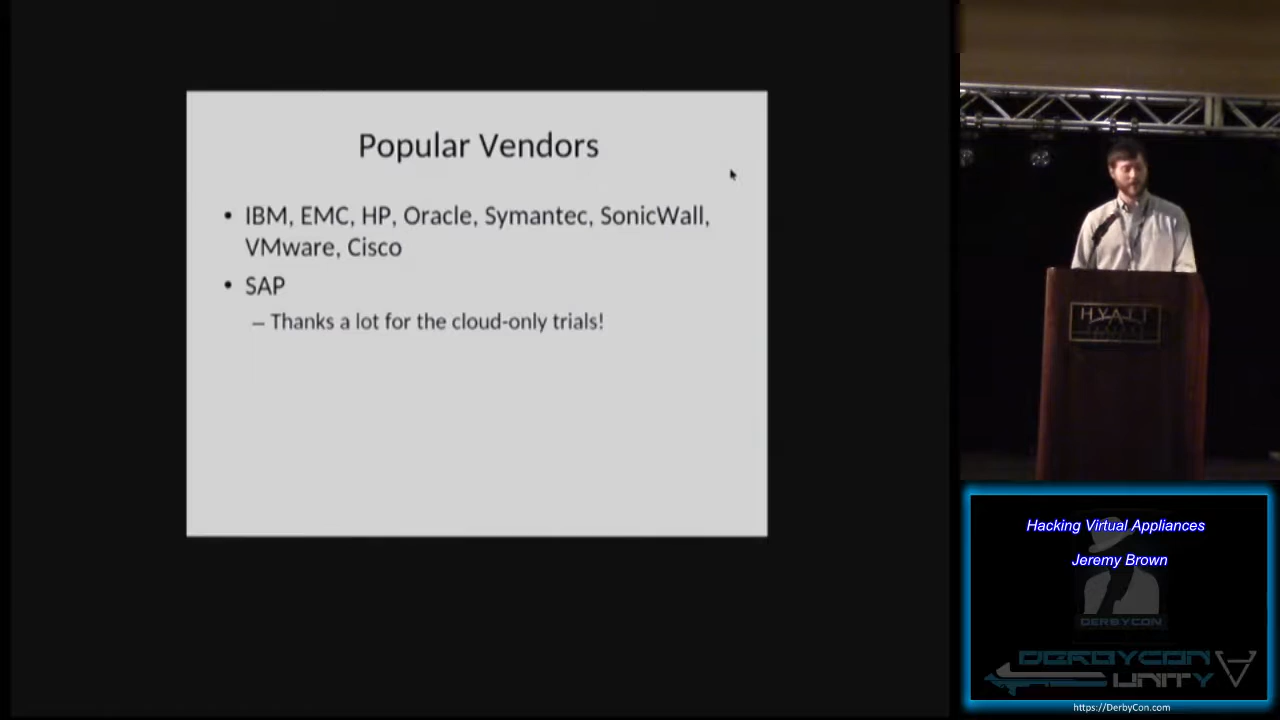 Popular Vendors
• IBM, EMC, HP, Oracle, Symantec, SonicWall,
VMware, Cisco
• SAP
– Thanks a lot for the cloud-only trials!
HYATT
Hacking Virtual Appliances
Jeremy Brown
DERBYCON
DERBYCON
UNITY
https://DerbyCon.com